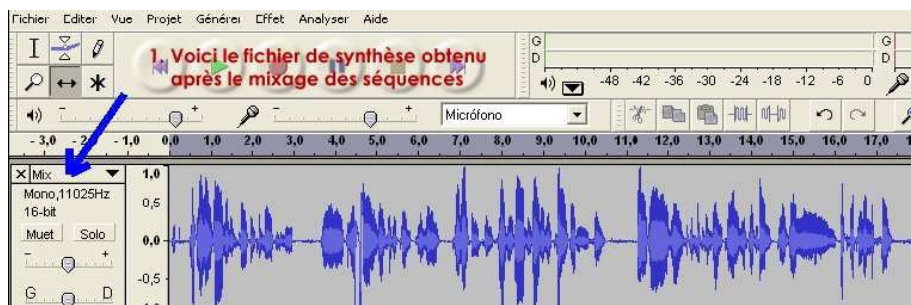 Fichier Editer Vue Projet Générer Effet Analyser Aide
1. Voici le fichier de synthèse obtenu
après le mixage des séquences
G
D
-48 -42 -36 -30 -24 -18 -12 -6 0
G
D
- + - + Micrófono
- 3,0 - 2,0 - 1,0 0,0 1,0 2,0 3,0 4,0 5,0 6,0 7,0 8,0 9,0 10,0 11,0 12,0 13,0 14,0 15,0 16,0 17,0
Mix
Mono,11025Hz
16-bit
Muet Solo
- +
G D
1,0
0,5
0,0
-0,5